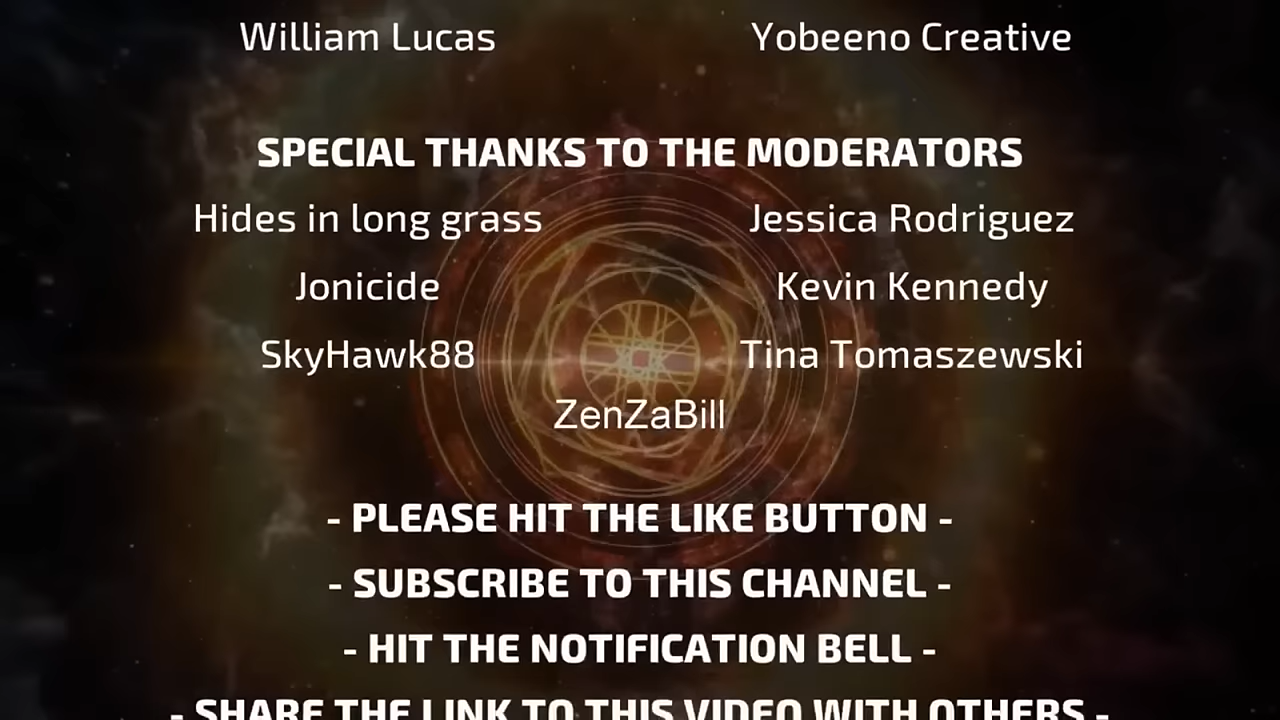 William Lucas Yobeeno Creative
SPECIAL THANKS TO THE MODERATORS
Hides in long grass Jessica Rodriguez
Jonicide Kevin Kennedy
SkyHawk88 Tina Tomaszewski
ZenZaBill
- PLEASE HIT THE LIKE BUTTON -
- SUBSCRIBE TO THIS CHANNEL -
- HIT THE NOTIFICATION BELL -
- SHARE THE LINK TO THIS VIDEO WITH OTHERS -